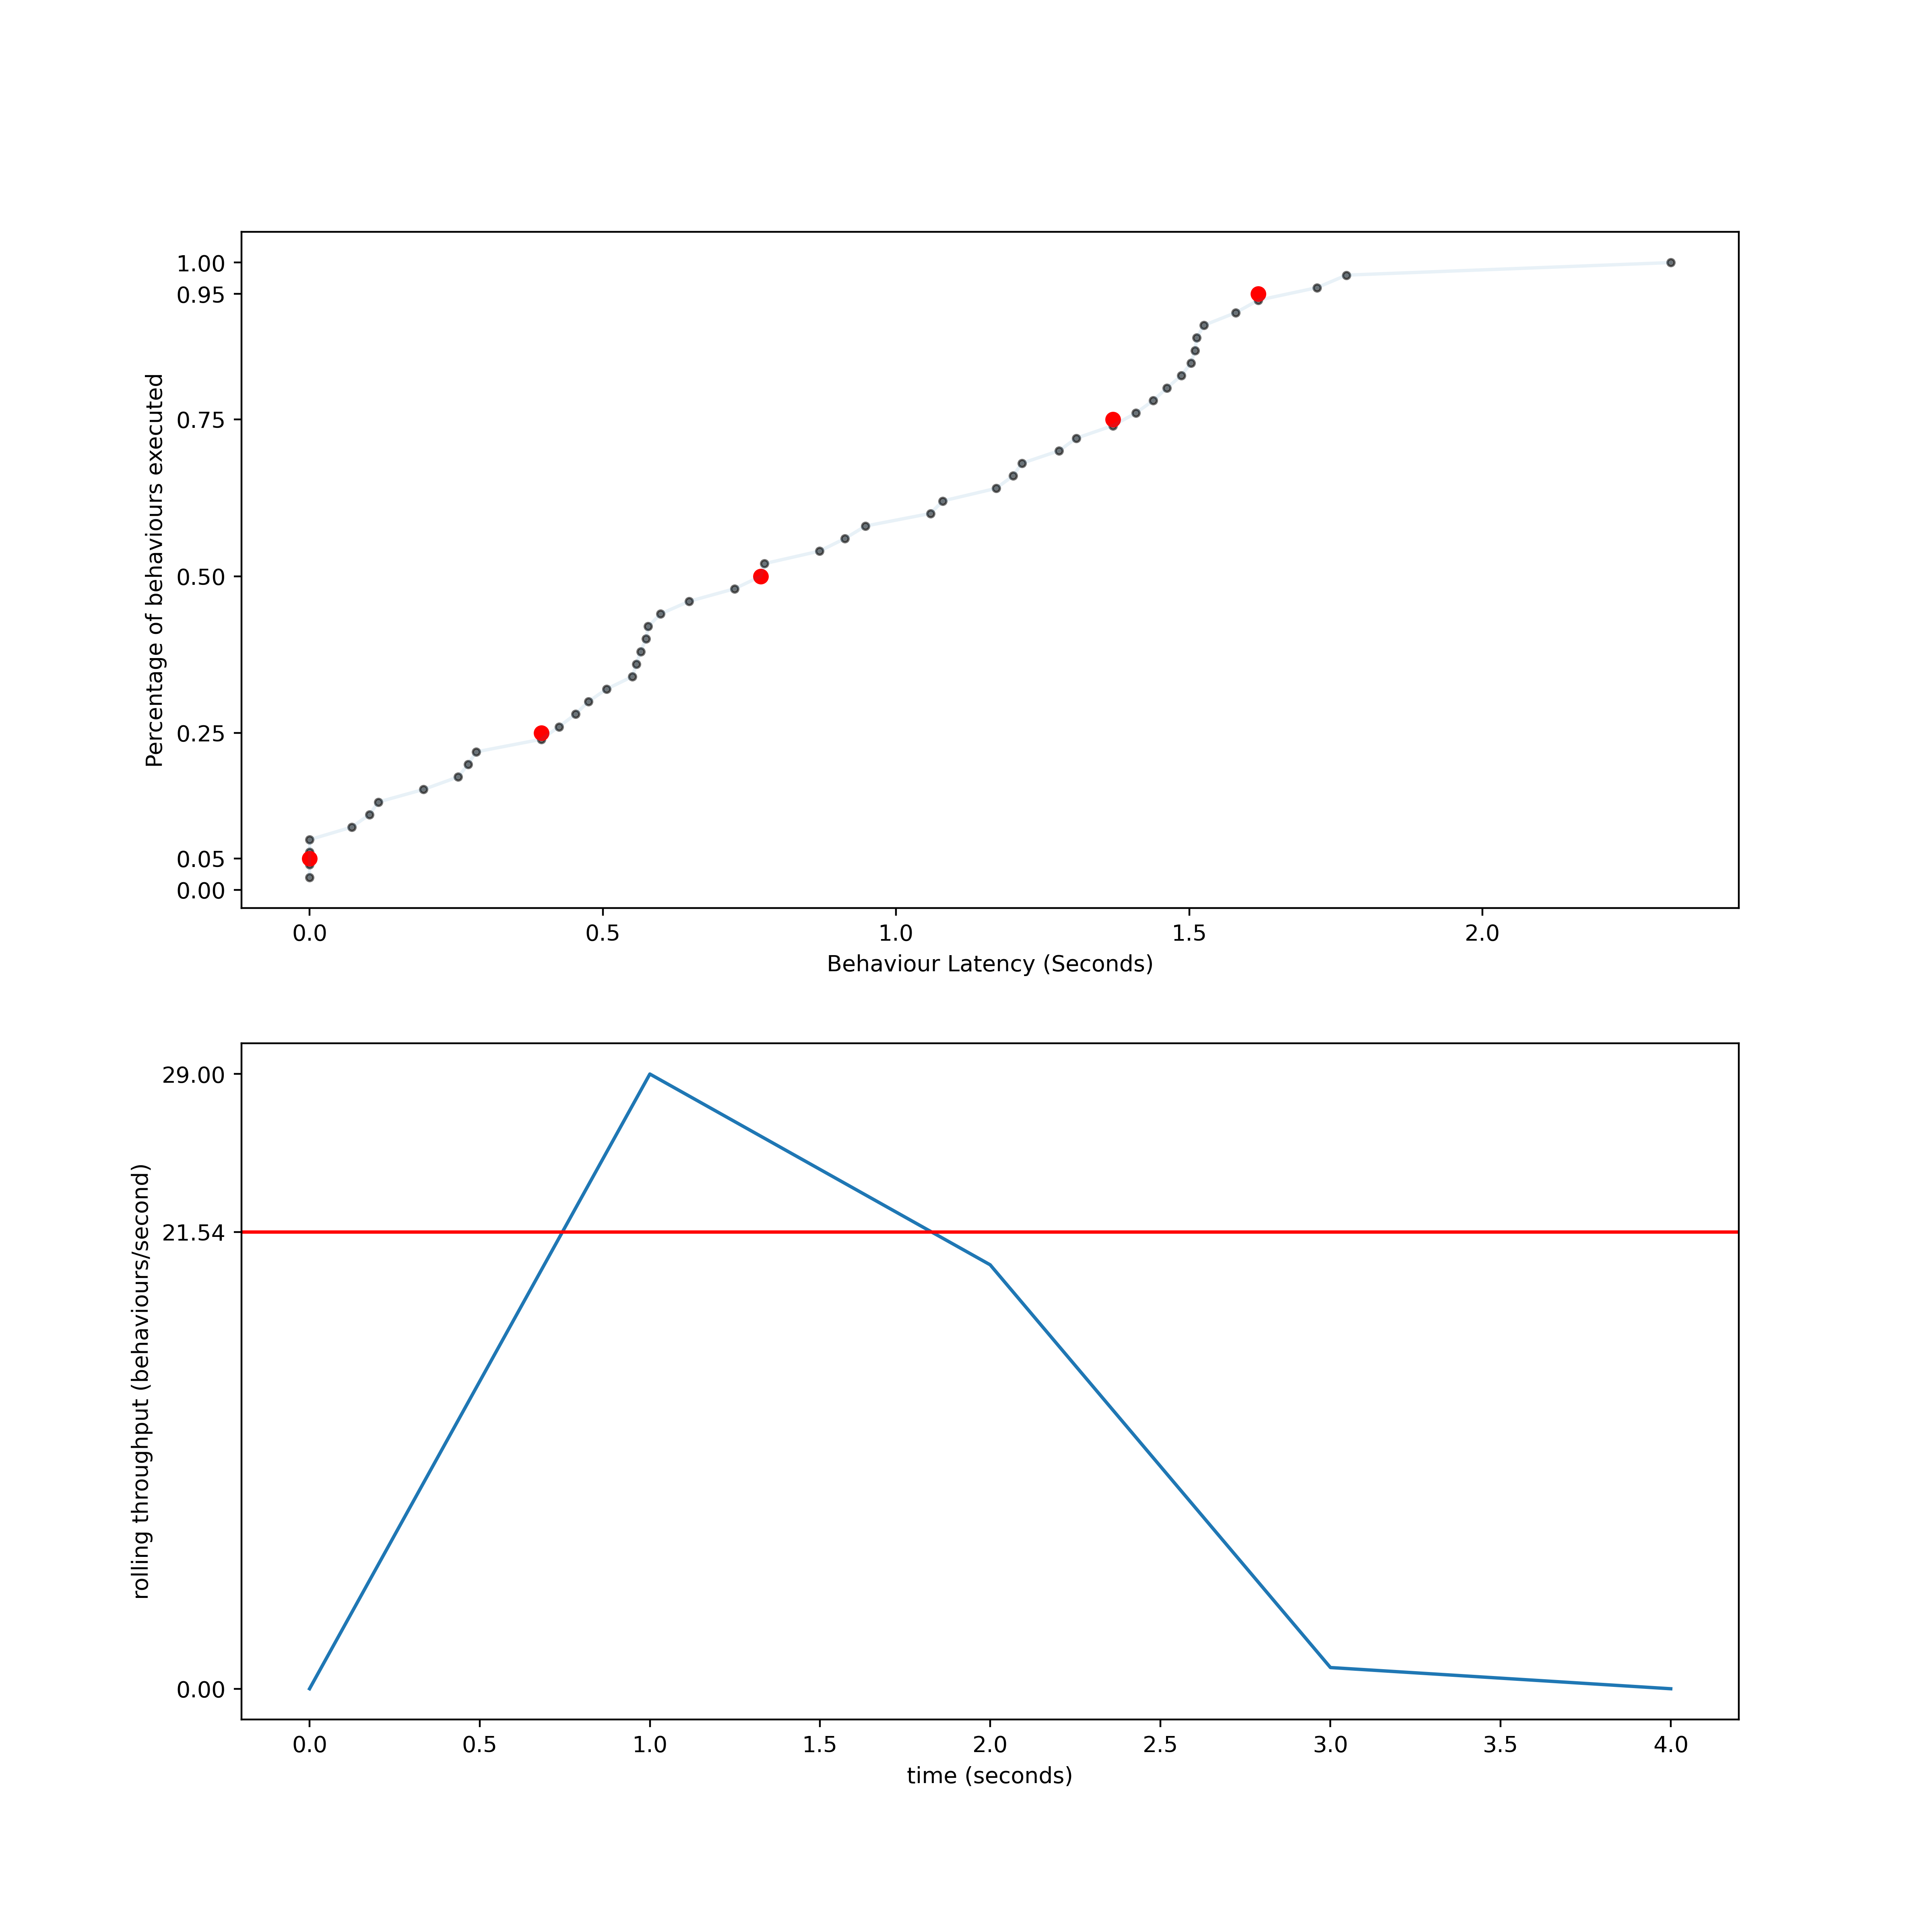 1.00
0.95
0.75
0.50
0.25
0.05
0.00
Percentage of behaviours executed
0.0 0.5 1.0 1.5 2.0
Behaviour Latency (Seconds)
29.00
21.54
0.00
rolling throughput (behaviours/second)
0.0 0.5 1.0 1.5 2.0 2.5 3.0 3.5 4.0
time (seconds)